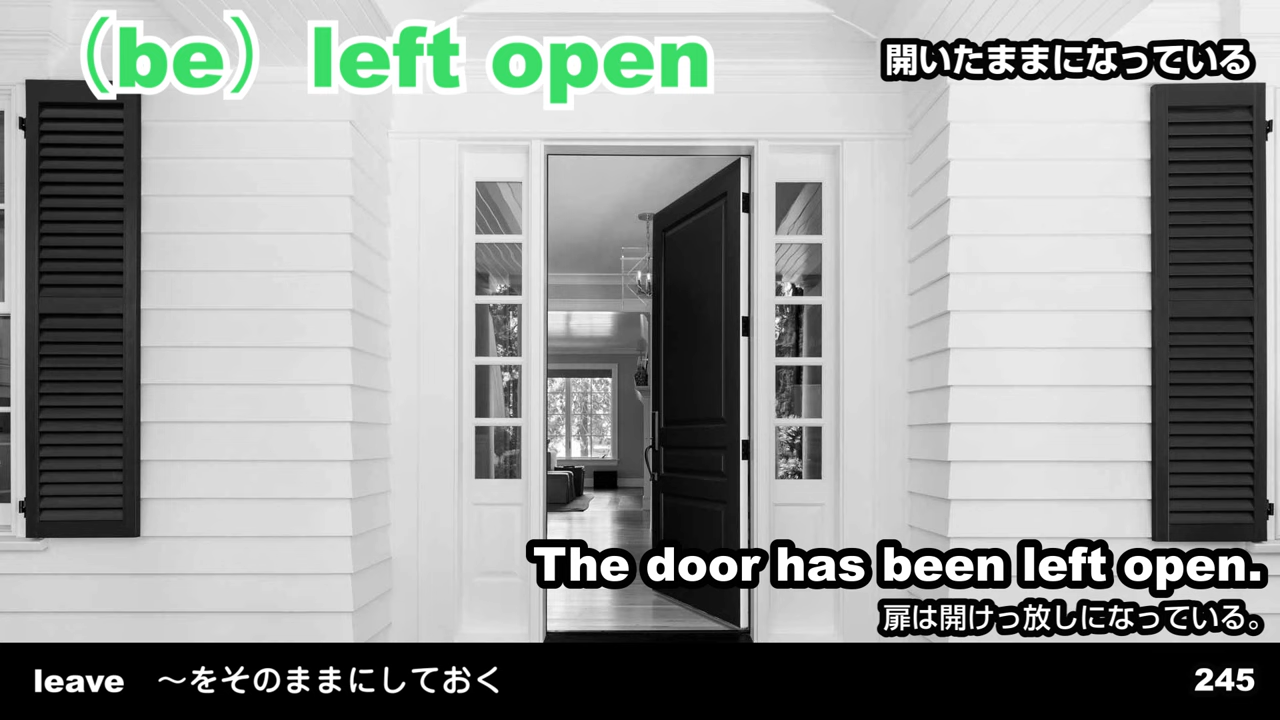 （be）left open
開いたままになっている
The door has been left open.
扉は開けっ放しになっている。
leave　〜をそのままにしておく
245